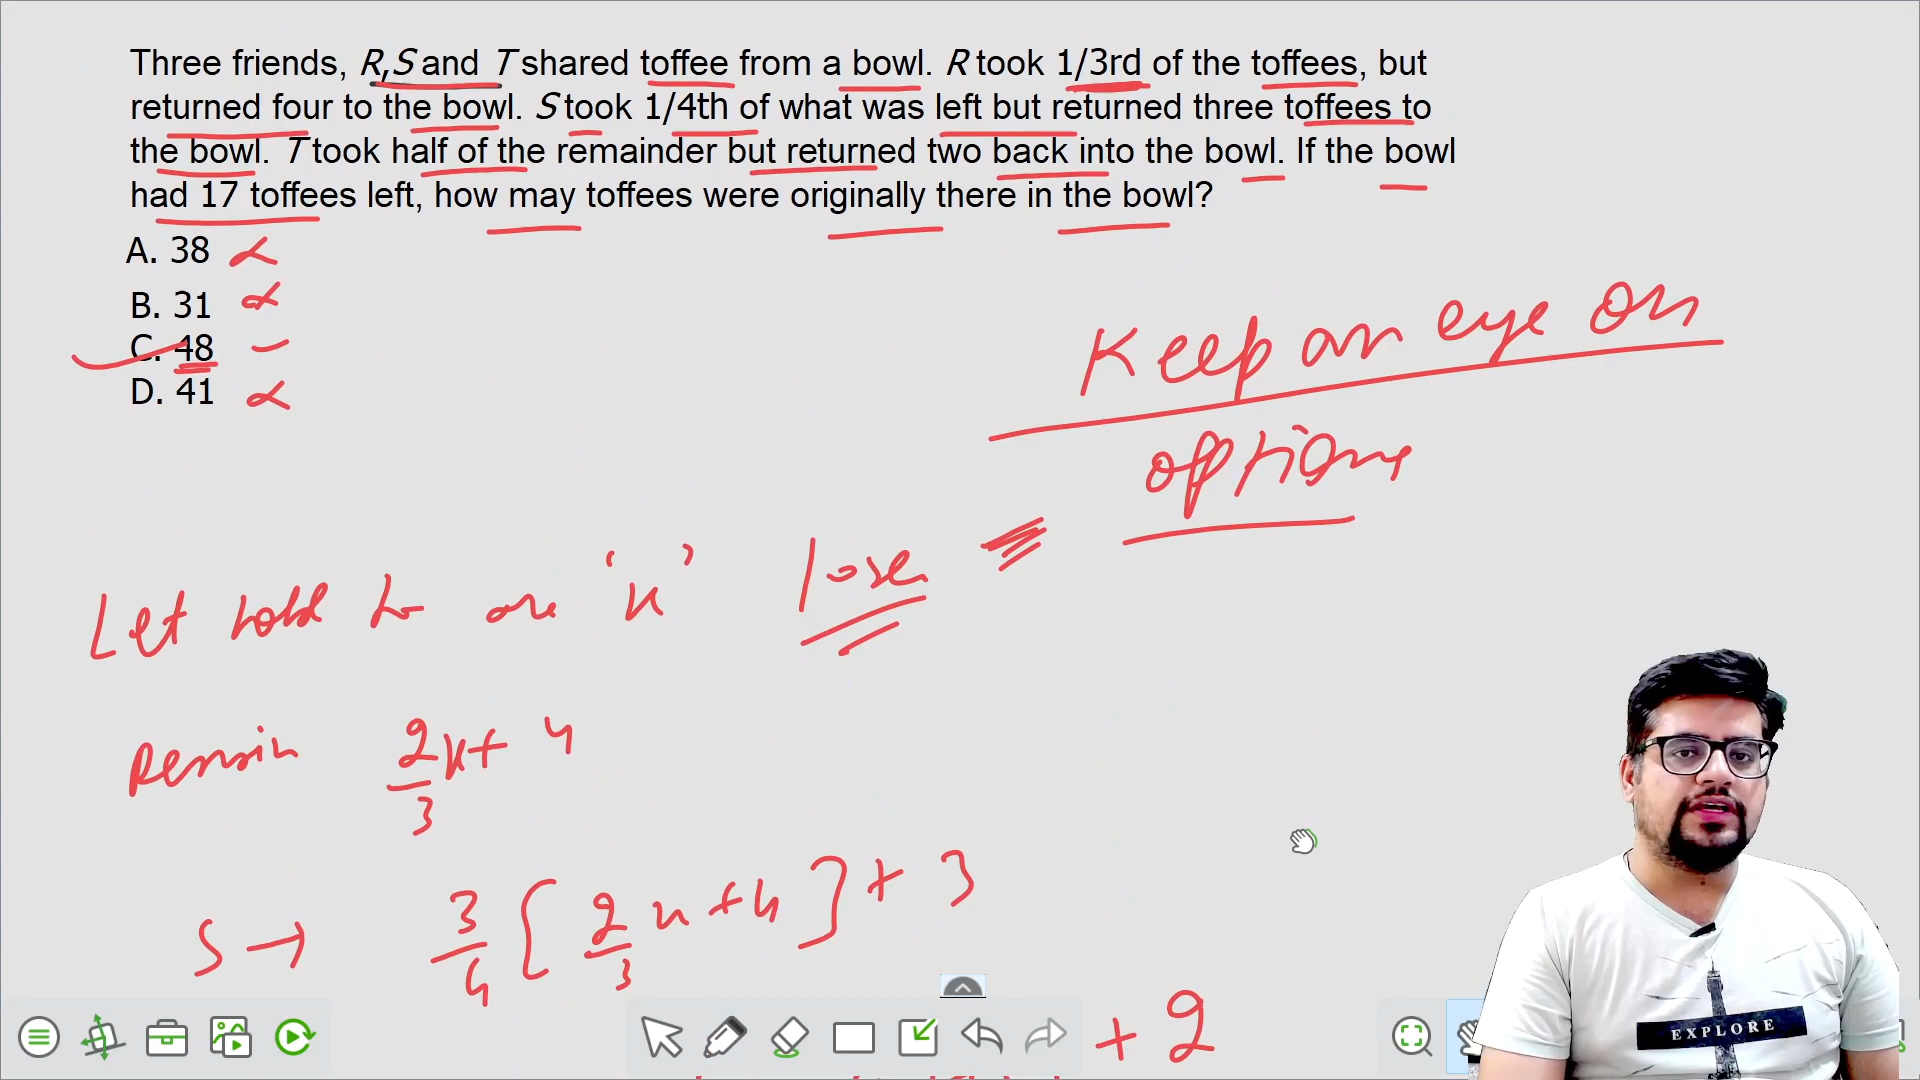 Three friends, R,S and T shared toffee from a bowl. R took 1/3rd of the toffees, but
returned four to the bowl. S took 1/4th of what was left but returned three toffees to
the bowl. T took half of the remainder but returned two back into the bowl. If the bowl
had 17 toffees left, how may toffees were originally there in the bowl?
A. 38
B. 31
C. 48
D. 41
Keep an eye on
options
Let total are 'x'
Remain 2/3 x + 4
S → 3/4 [ 2/3 x + 4 ] + 3
+ 2
EXPLORE